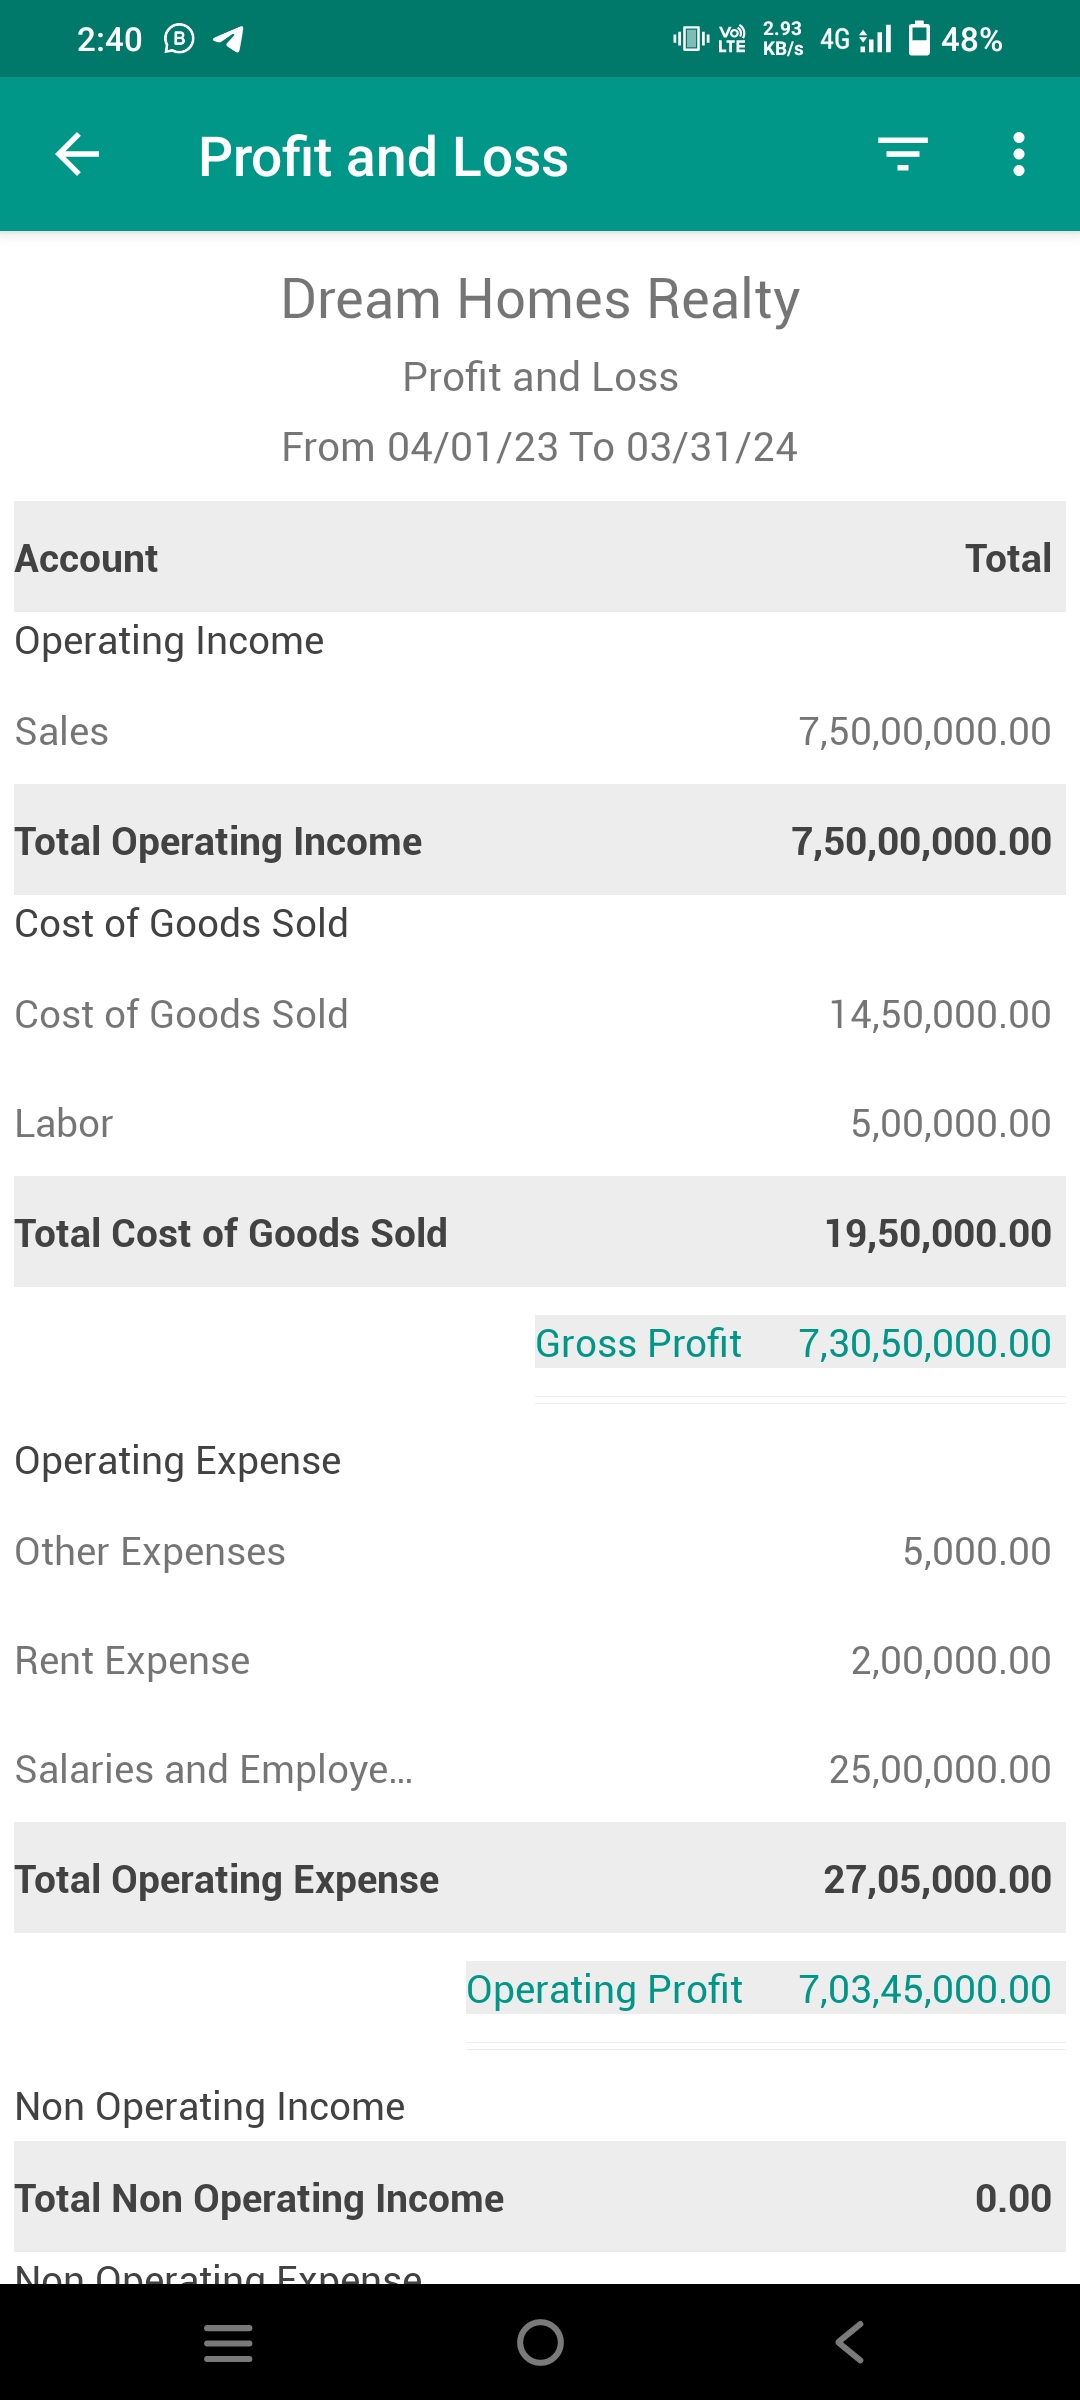 2:40 B VoLTE 2.93 KB/s 4G 48%
Profit and Loss
Dream Homes Realty
Profit and Loss
From 04/01/23 To 03/31/24
Account Total
Operating Income
Sales 7,50,00,000.00
Total Operating Income 7,50,00,000.00
Cost of Goods Sold
Cost of Goods Sold 14,50,000.00
Labor 5,00,000.00
Total Cost of Goods Sold 19,50,000.00
Gross Profit 7,30,50,000.00
Operating Expense
Other Expenses 5,000.00
Rent Expense 2,00,000.00
Salaries and Employe... 25,00,000.00
Total Operating Expense 27,05,000.00
Operating Profit 7,03,45,000.00
Non Operating Income
Total Non Operating Income 0.00
Non Operating Expense